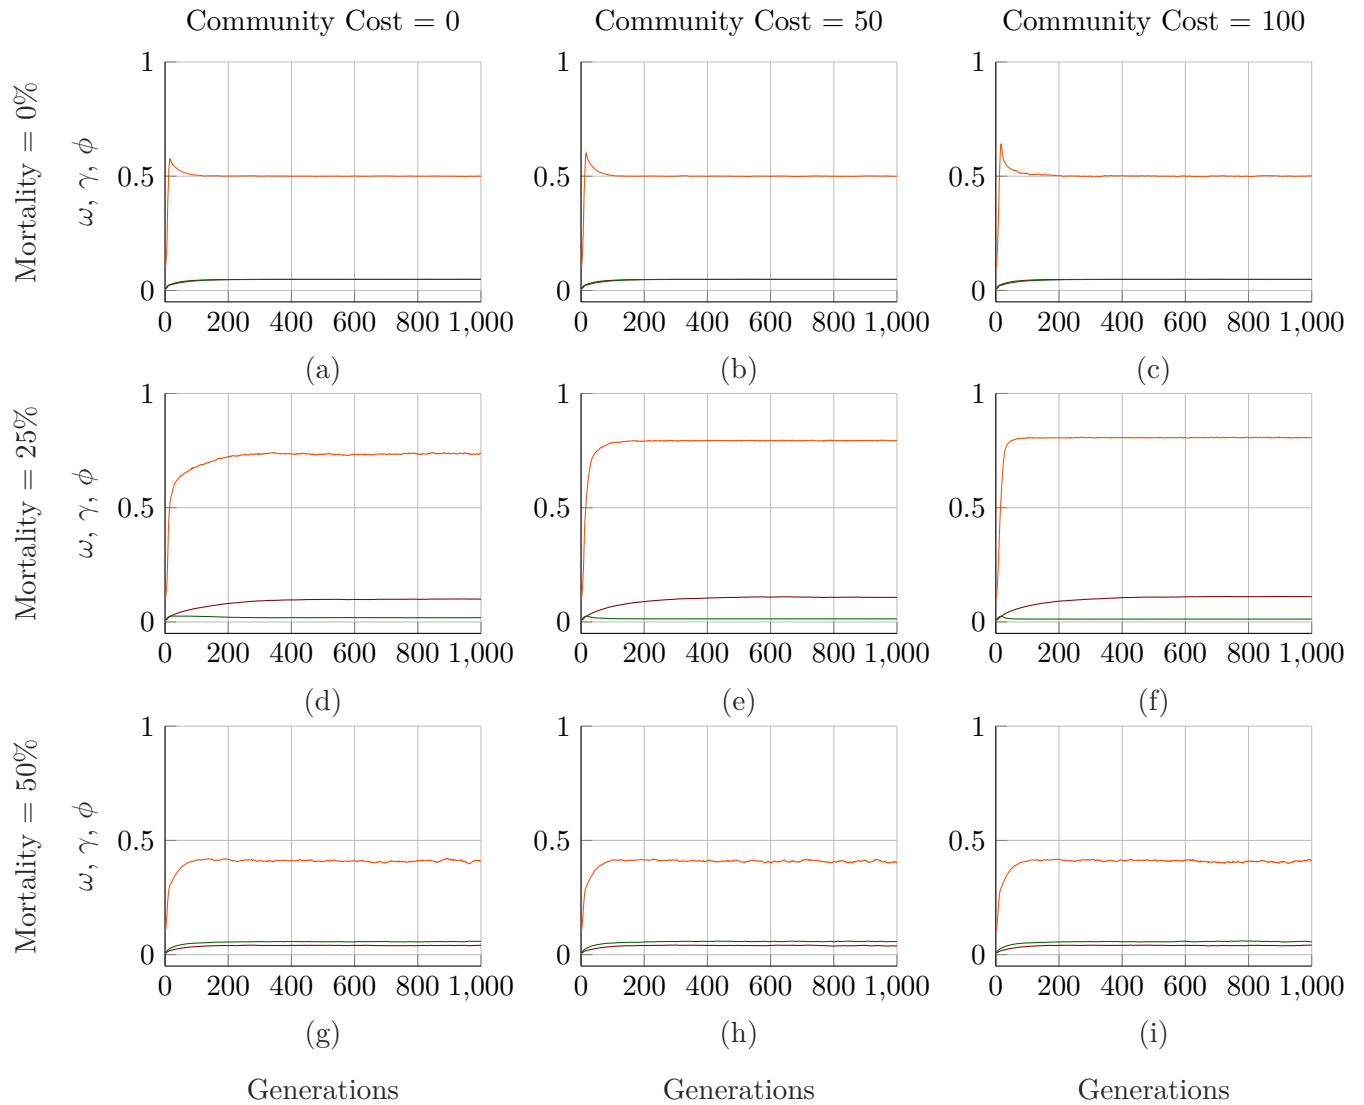 Community Cost = 0
Community Cost = 50
Community Cost = 100
Mortality = 0%
ω, γ, ϕ
1
0.5
0
0 200 400 600 800 1,000
(a)
1
0.5
0
0 200 400 600 800 1,000
(b)
1
0.5
0
0 200 400 600 800 1,000
(c)
Mortality = 25%
ω, γ, ϕ
1
0.5
0
0 200 400 600 800 1,000
(d)
1
0.5
0
0 200 400 600 800 1,000
(e)
1
0.5
0
0 200 400 600 800 1,000
(f)
Mortality = 50%
ω, γ, ϕ
1
0.5
0
0 200 400 600 800 1,000
(g)
1
0.5
0
0 200 400 600 800 1,000
(h)
1
0.5
0
0 200 400 600 800 1,000
(i)
Generations
Generations
Generations